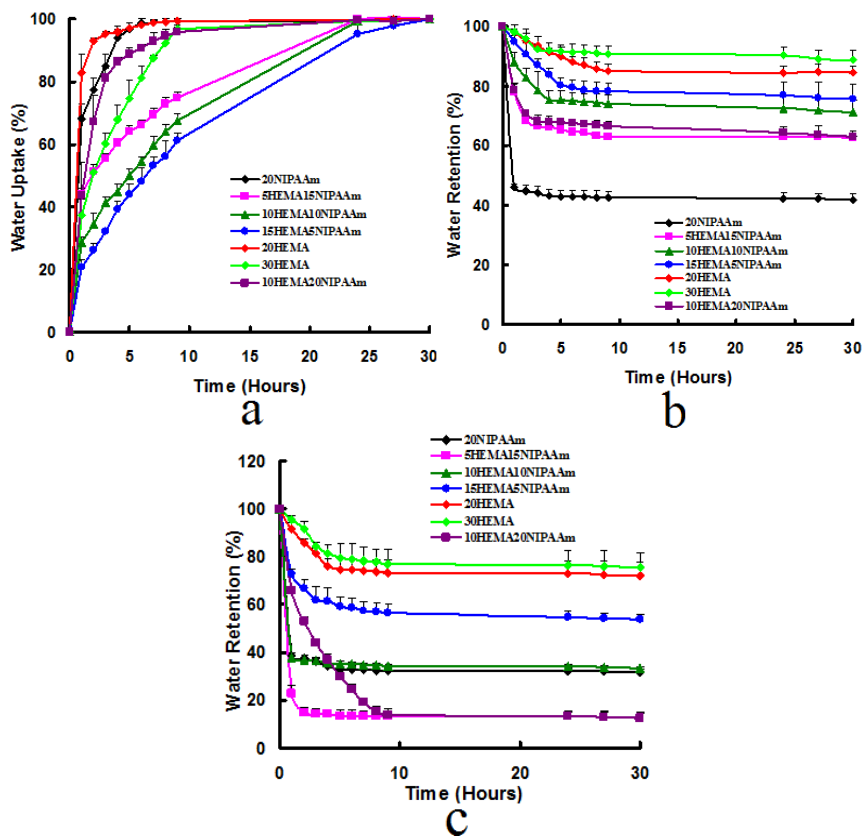 100
80
60
40
20
0
Water Uptake (%)
20NIPAAm
5HEMA15NIPAAm
10HEMA10NIPAAm
15HEMA5NIPAAm
20HEMA
30HEMA
10HEMA20NIPAAm
0 5 10 15 20 25 30
Time (Hours)
a
100
80
60
40
20
0
Water Retention (%)
20NIPAAm
5HEMA15NIPAAm
10HEMA10NIPAAm
15HEMA5NIPAAm
20HEMA
30HEMA
10HEMA20NIPAAm
0 5 10 15 20 25 30
Time (Hours)
b
20NIPAAm
5HEMA15NIPAAm
10HEMA10NIPAAm
15HEMA5NIPAAm
20HEMA
30HEMA
10HEMA20NIPAAm
120
100
80
60
40
20
0
Water Retention (%)
0 10 20 30
Time (Hours)
c